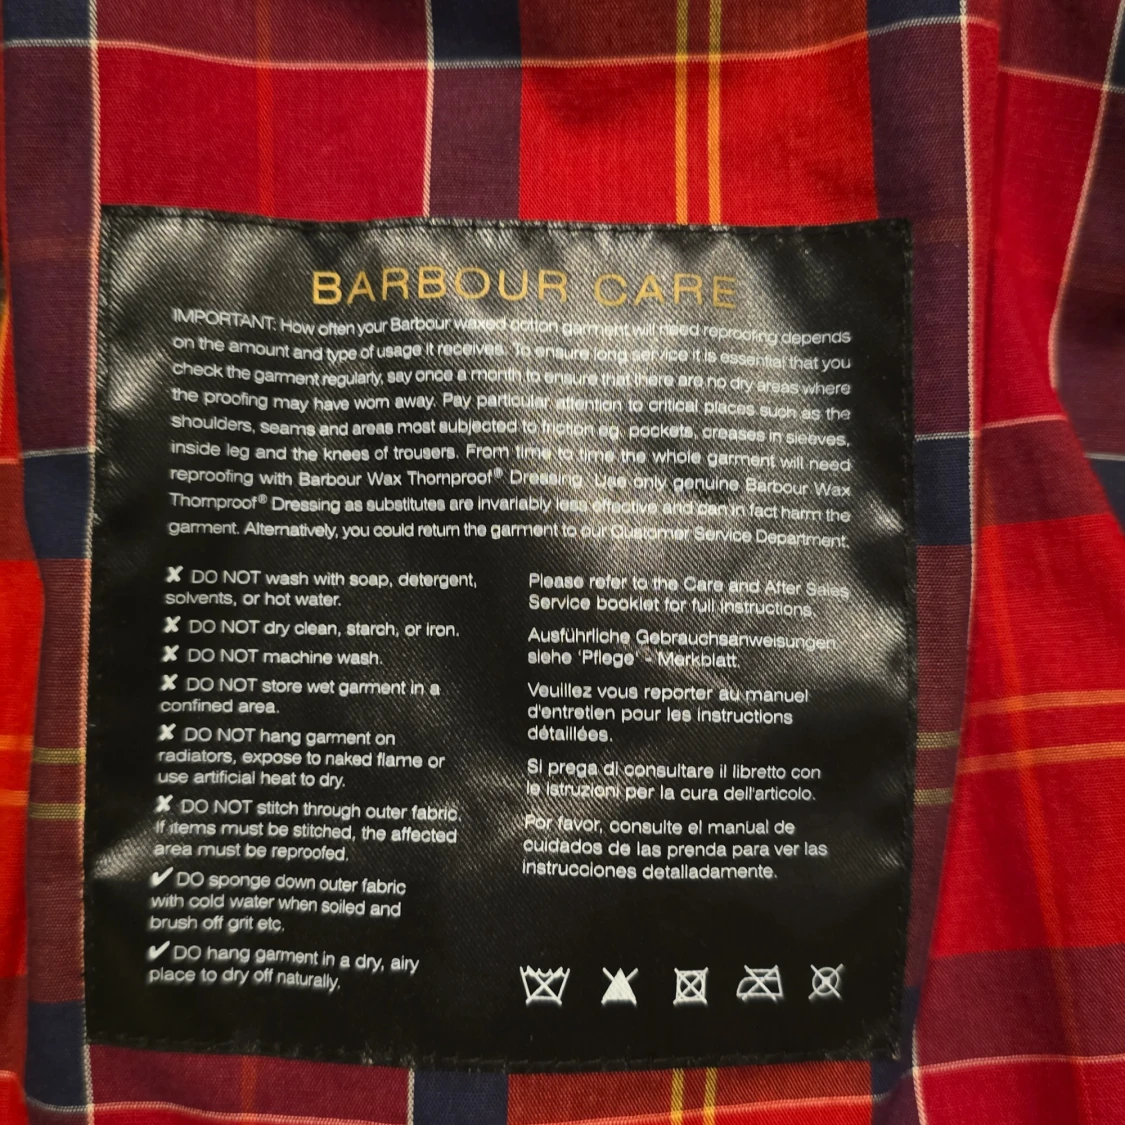 BARBOUR CARE
IMPORTANT: How often your Barbour waxed cotton garment will need reproofing depends
on the amount and type of usage it receives. To ensure long service it is essential that you
check the garment regularly, say once a month to ensure that there are no dry areas where
the proofing may have worn away. Pay particular attention to critical places such as the
shoulders, seams and areas most subjected to friction eg. pockets, creases in sleeves,
inside leg and the knees of trousers. From time to time the whole garment will need
reproofing with Barbour Wax Thornproof® Dressing. Use only genuine Barbour Wax
Thornproof® Dressing as substitutes are invariably less effective and can in fact harm the
garment. Alternatively, you could return the garment to our Customer Service Department.
✘ DO NOT wash with soap, detergent,
solvents, or hot water.
✘ DO NOT dry clean, starch, or iron.
✘ DO NOT machine wash.
✘ DO NOT store wet garment in a
confined area.
✘ DO NOT hang garment on
radiators, expose to naked flame or
use artificial heat to dry.
✘ DO NOT stitch through outer fabric.
If items must be stitched, the affected
area must be reproofed.
✔ DO sponge down outer fabric
with cold water when soiled and
brush off grit etc.
✔ DO hang garment in a dry, airy
place to dry off naturally.
Please refer to the Care and After Sales
Service booklet for full instructions.
Ausführliche Gebrauchsanweisungen
siehe 'Pflege' - Merkblatt.
Veuillez vous reporter au manuel
d'entretien pour les instructions
détaillées.
Si prega di consultare il libretto con
le istruzioni per la cura dell'articolo.
Por favor, consulte el manual de
cuidados de las prenda para ver las
instrucciones detalladamente.